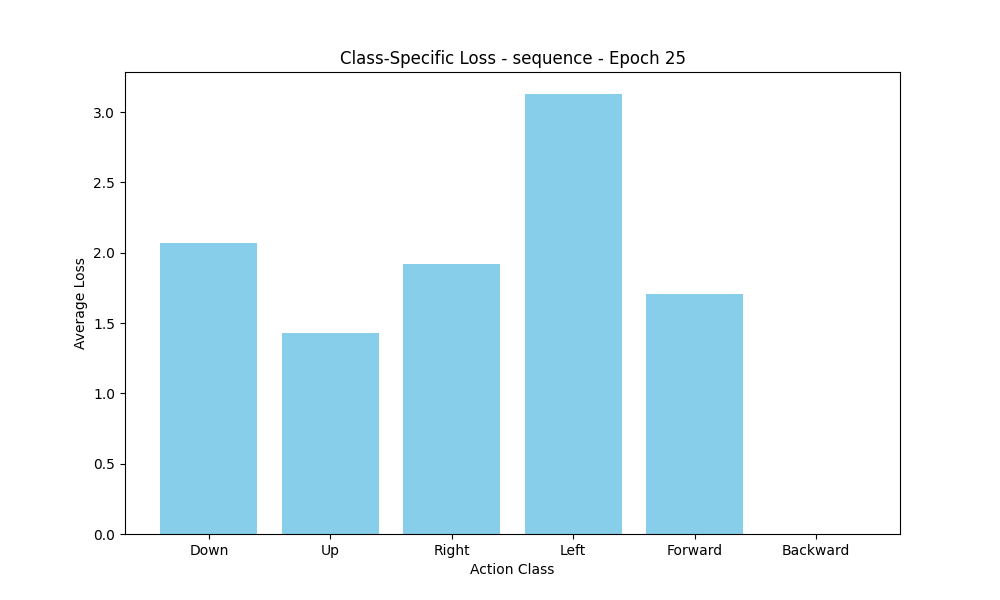 Class-Specific Loss - sequence - Epoch 25
3.0
2.5
2.0
1.5
1.0
0.5
0.0
Average Loss
Down Up Right Left Forward Backward
Action Class